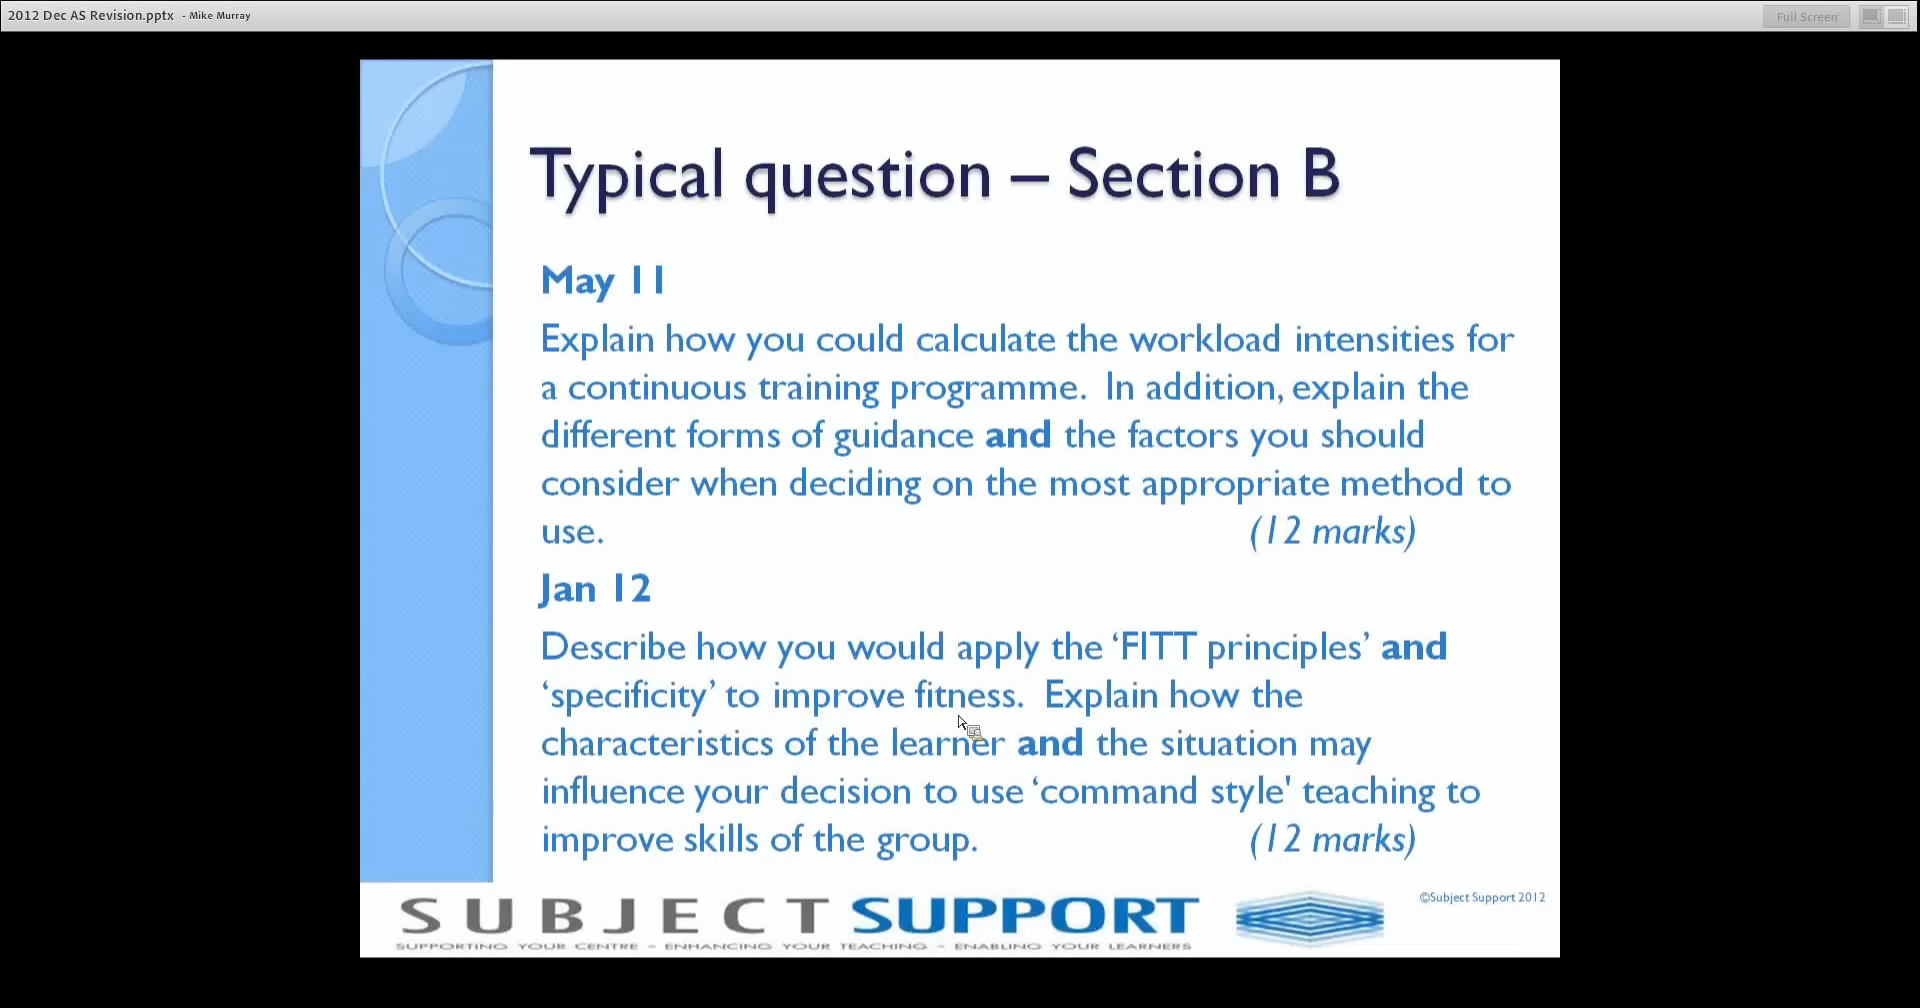 2012 Dec AS Revision.pptx - Mike Murray
Full Screen
Typical question – Section B
May 11
Explain how you could calculate the workload intensities for
a continuous training programme. In addition, explain the
different forms of guidance and the factors you should
consider when deciding on the most appropriate method to
use. (12 marks)
Jan 12
Describe how you would apply the ‘FITT principles’ and
‘specificity’ to improve fitness. Explain how the
characteristics of the learner and the situation may
influence your decision to use ‘command style' teaching to
improve skills of the group. (12 marks)
SUBJECT SUPPORT
SUPPORTING YOUR CENTRE – ENHANCING YOUR TEACHING – ENABLING YOUR LEARNERS
©Subject Support 2012